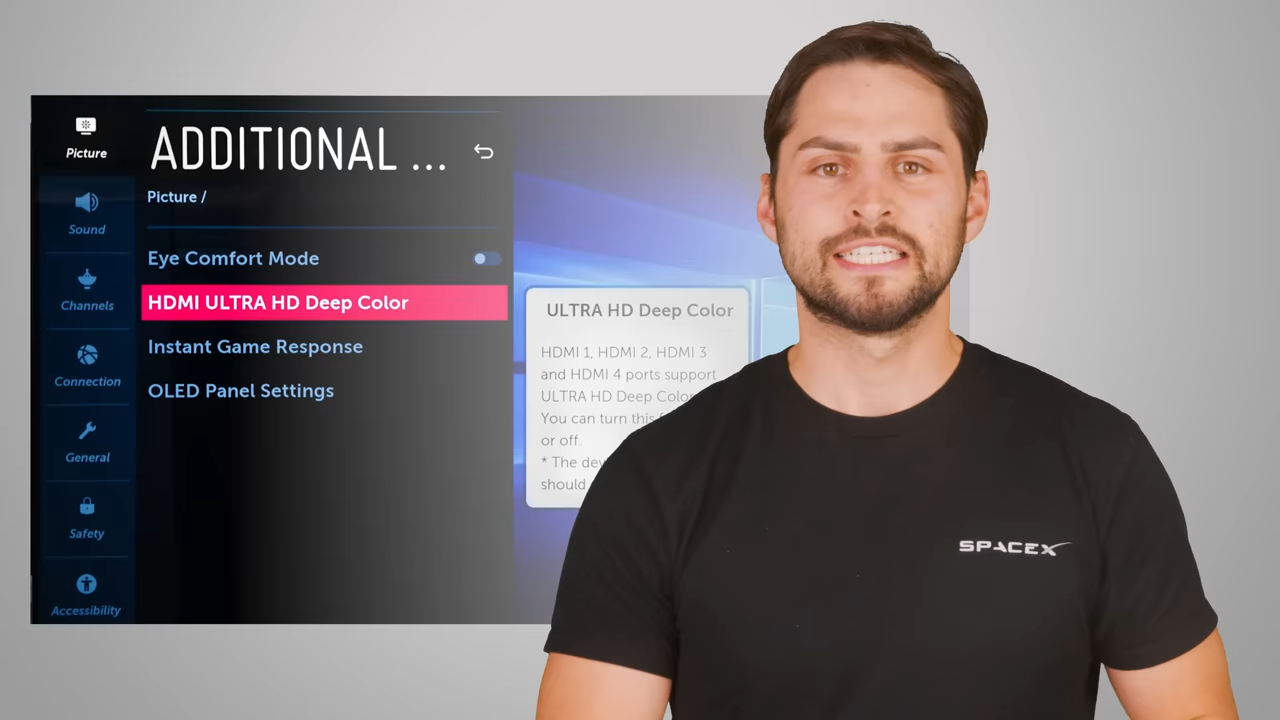 Picture
Sound
Channels
Connection
General
Safety
Accessibility
ADDITIONAL ...
Picture /
Eye Comfort Mode
HDMI ULTRA HD Deep Color
Instant Game Response
OLED Panel Settings
ULTRA HD Deep Color
HDMI 1, HDMI 2, HDMI 3
and HDMI 4 ports support
ULTRA HD Deep Color
You can turn this
or off.
* The
should
SPACEX